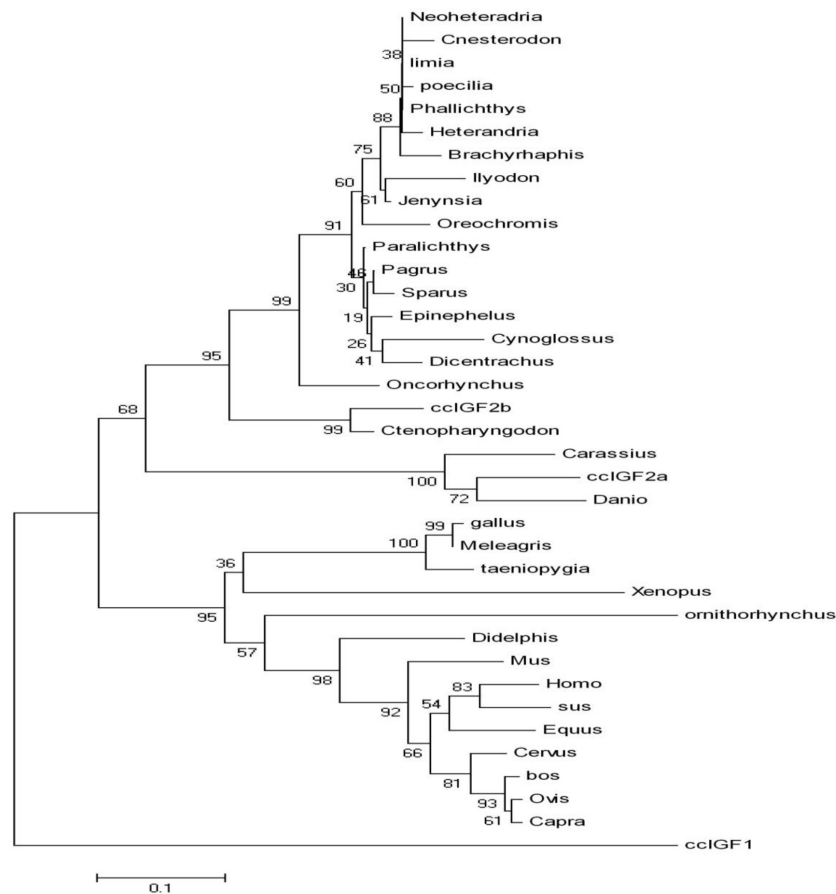 Neoheteradria
Cnesterodon
38
limia
poecilia
50
Phallichthys
88
Heterandria
75
Brachyrhaphis
Ilyodon
60
61
Jenynsia
91
Oreochromis
Paralichthys
46
Pagrus
30
Sparus
99
19
Epinephelus
Cynoglossus
26
95
41
Dicentrachus
Oncorhynchus
68
ccIGF2b
99
Ctenopharyngodon
Carassius
100
ccIGF2a
72
Danio
99
gallus
100
Meleagris
36
taeniopygia
Xenopus
95
ornithorhynchus
57
Didelphis
98
Mus
83
Homo
92
54
sus
66
Equus
Cervus
81
bos
93
Ovis
61
Capra
ccIGF1
0.1